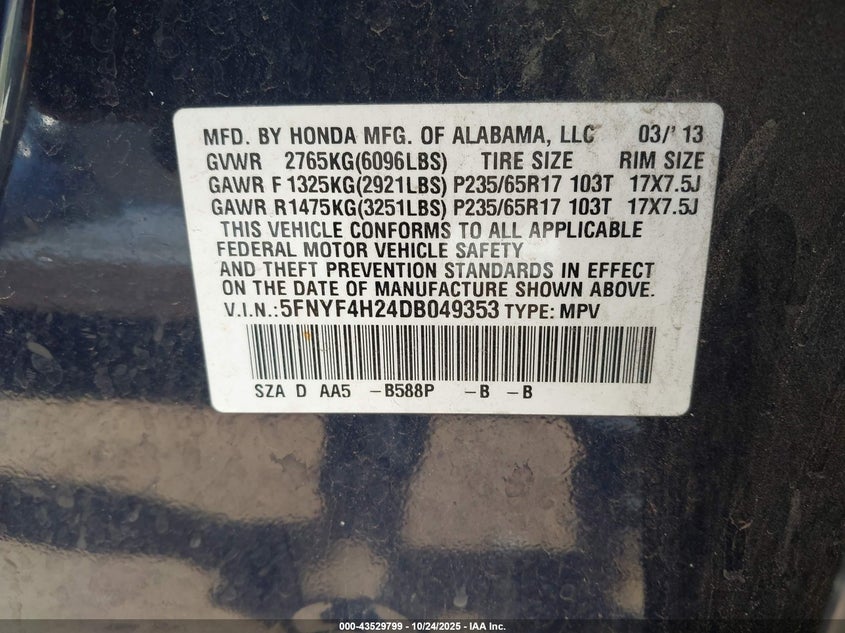 MFD. BY HONDA MFG. OF ALABAMA, LLC 03/'13
GVWR 2765KG(6096LBS) TIRE SIZE RIM SIZE
GAWR F 1325KG(2921LBS) P235/65R17 103T 17X7.5J
GAWR R1475KG(3251LBS) P235/65R17 103T 17X7.5J
THIS VEHICLE CONFORMS TO ALL APPLICABLE
FEDERAL MOTOR VEHICLE SAFETY
AND THEFT PREVENTION STANDARDS IN EFFECT
ON THE DATE OF MANUFACTURE SHOWN ABOVE.
V.I.N.:5FNYF4H24DB049353 TYPE: MPV
SZA D AA5 -B588P -B -B
000-43529799 - 10/24/2025 - IAA Inc.